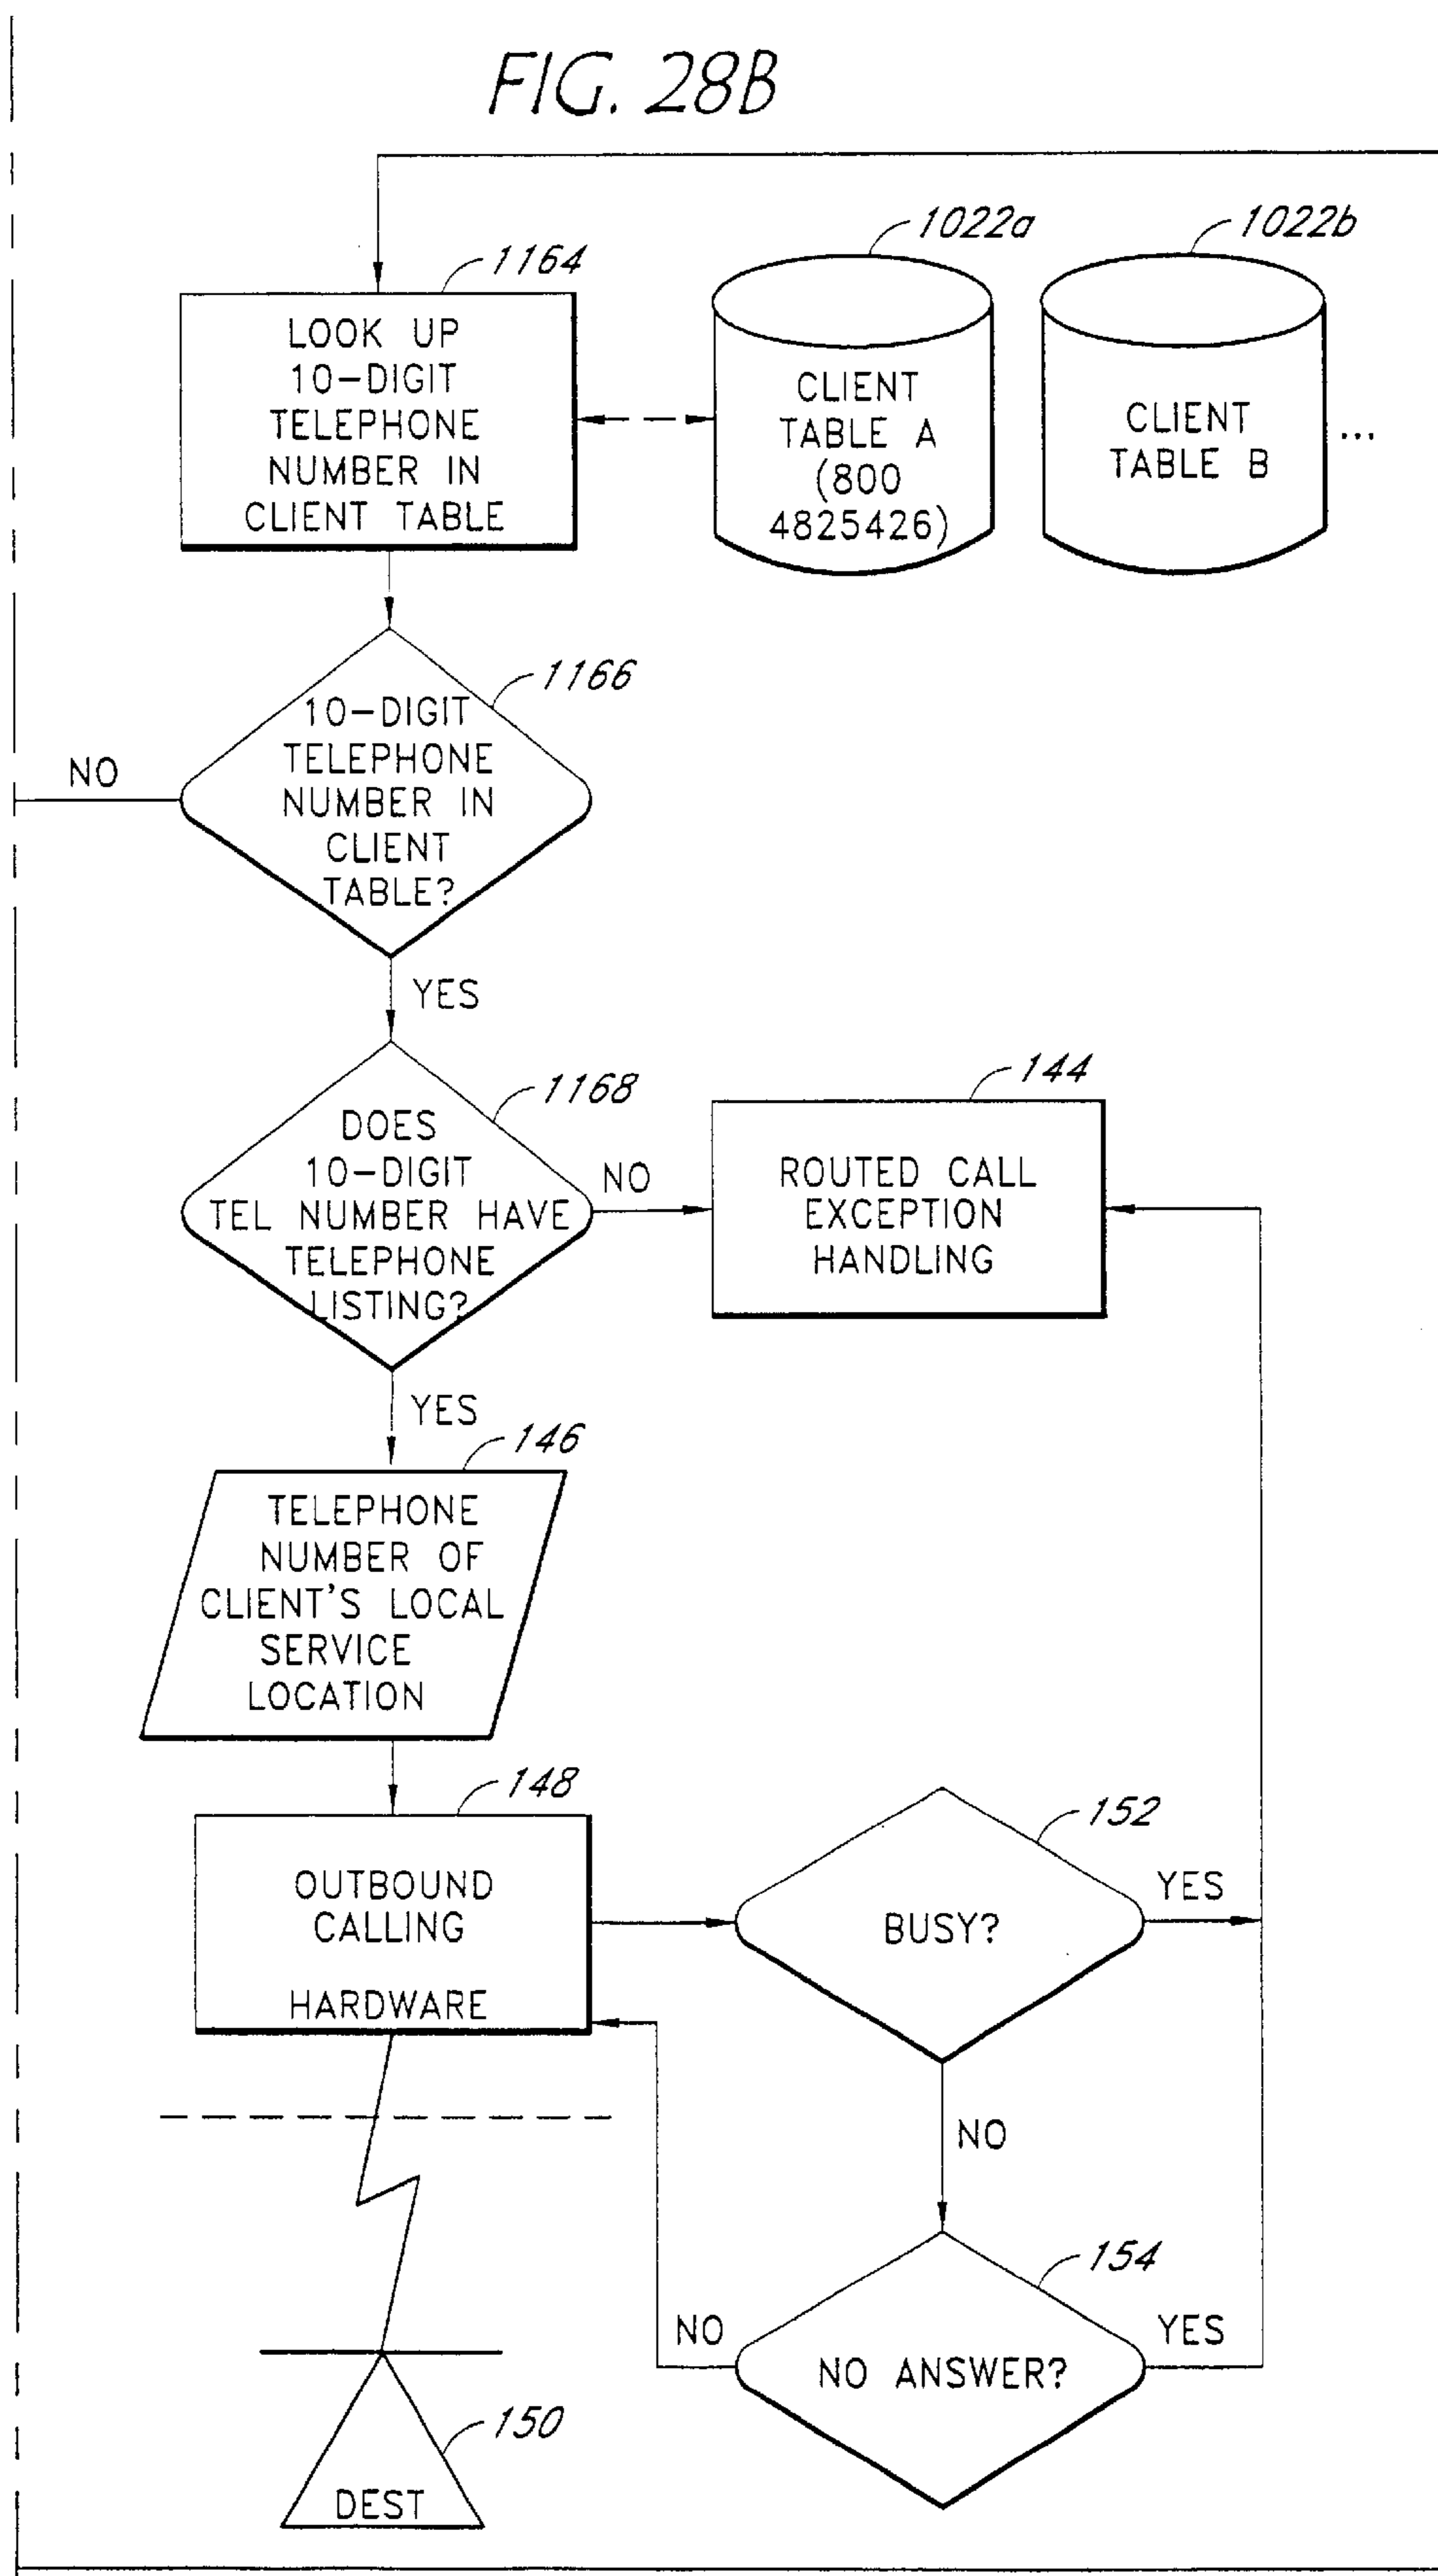 FIG. 28B
1164
LOOK UP
10-DIGIT
TELEPHONE
NUMBER IN
CLIENT TABLE
1022a
CLIENT
TABLE A
(800
4825426)
1022b
CLIENT
TABLE B
...
1166
10-DIGIT
TELEPHONE
NUMBER IN
CLIENT
TABLE?
NO
YES
1168
DOES
10-DIGIT
TEL NUMBER HAVE
TELEPHONE
LISTING?
NO
144
ROUTED CALL
EXCEPTION
HANDLING
YES
146
TELEPHONE
NUMBER OF
CLIENT'S LOCAL
SERVICE
LOCATION
148
OUTBOUND
CALLING
HARDWARE
152
BUSY?
YES
NO
154
NO ANSWER?
NO
YES
150
DEST